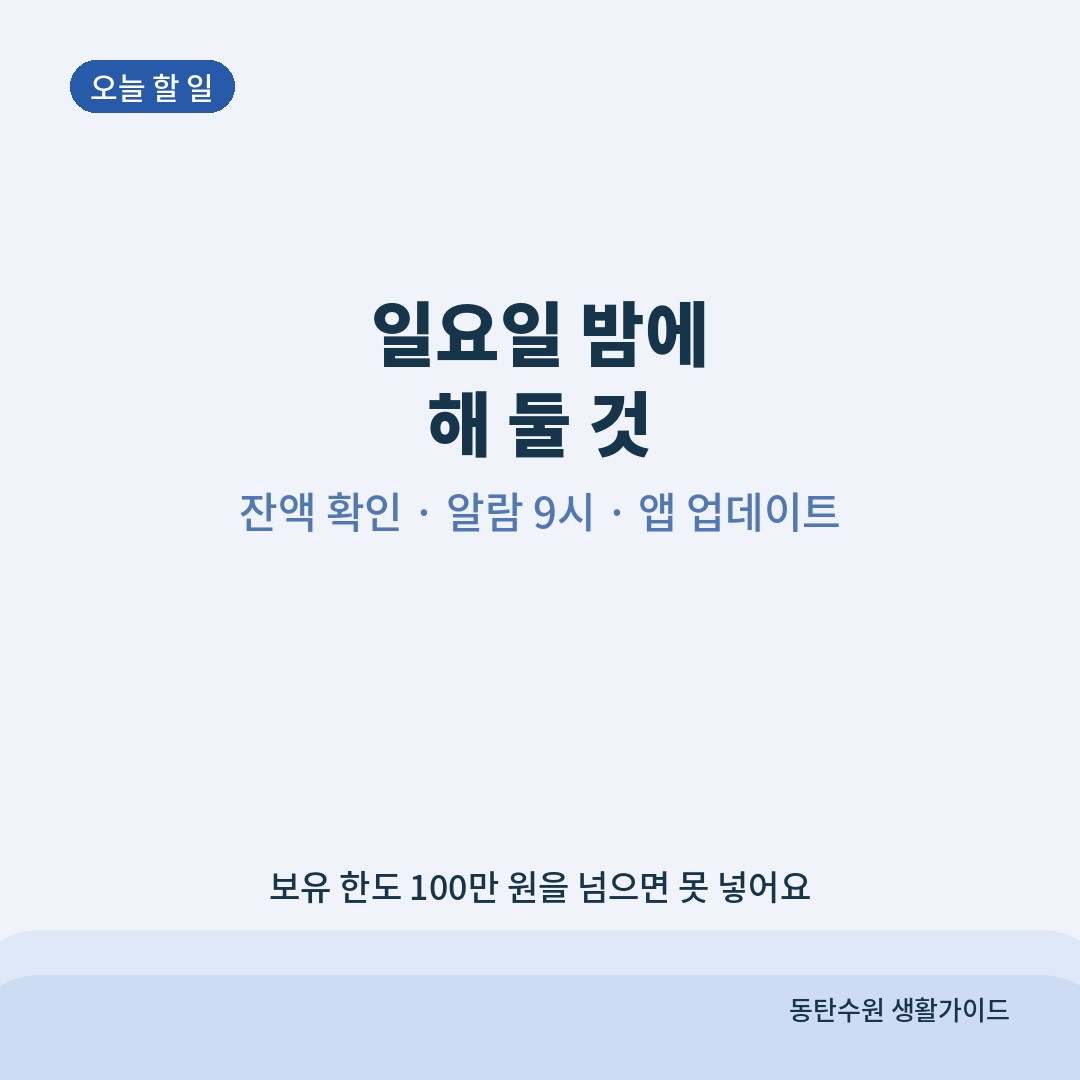 오늘 할 일
일요일 밤에
해 둘 것
잔액 확인 · 알람 9시 · 앱 업데이트
보유 한도 100만 원을 넘으면 못 넣어요
동탄수원 생활가이드